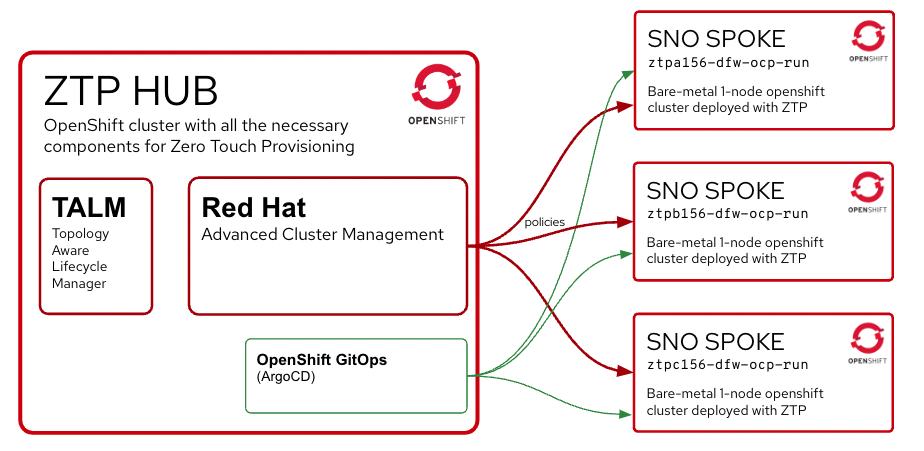 ZTP HUB
OpenShift cluster with all the necessary
components for Zero Touch Provisioning
OPENSHIFT
TALM
Topology
Aware
Lifecycle
Manager
Red Hat
Advanced Cluster Management
OpenShift GitOps
(ArgoCD)
policies
SNO SPOKE
ztpa156-dfw-ocp-run
Bare-metal 1-node openshift
cluster deployed with ZTP
OPENSHIFT
SNO SPOKE
ztpb156-dfw-ocp-run
Bare-metal 1-node openshift
cluster deployed with ZTP
OPENSHIFT
SNO SPOKE
ztpc156-dfw-ocp-run
Bare-metal 1-node openshift
cluster deployed with ZTP
OPENSHIFT